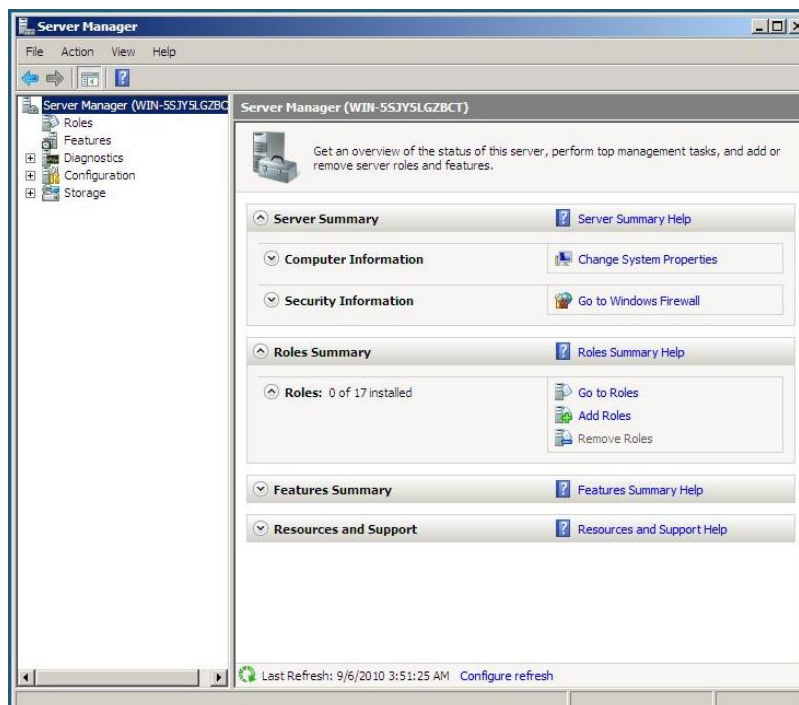 Server Manager
File Action View Help
Server Manager (WIN-5SJY5LGZBC
Roles
Features
Diagnostics
Configuration
Storage
Server Manager (WIN-5SJY5LGZBCT)
Get an overview of the status of this server, perform top management tasks, and add or
remove server roles and features.
Server Summary
Server Summary Help
Computer Information
Change System Properties
Security Information
Go to Windows Firewall
Roles Summary
Roles Summary Help
Roles: 0 of 17 installed
Go to Roles
Add Roles
Remove Roles
Features Summary
Features Summary Help
Resources and Support
Resources and Support Help
Last Refresh: 9/6/2010 3:51:25 AM Configure refresh